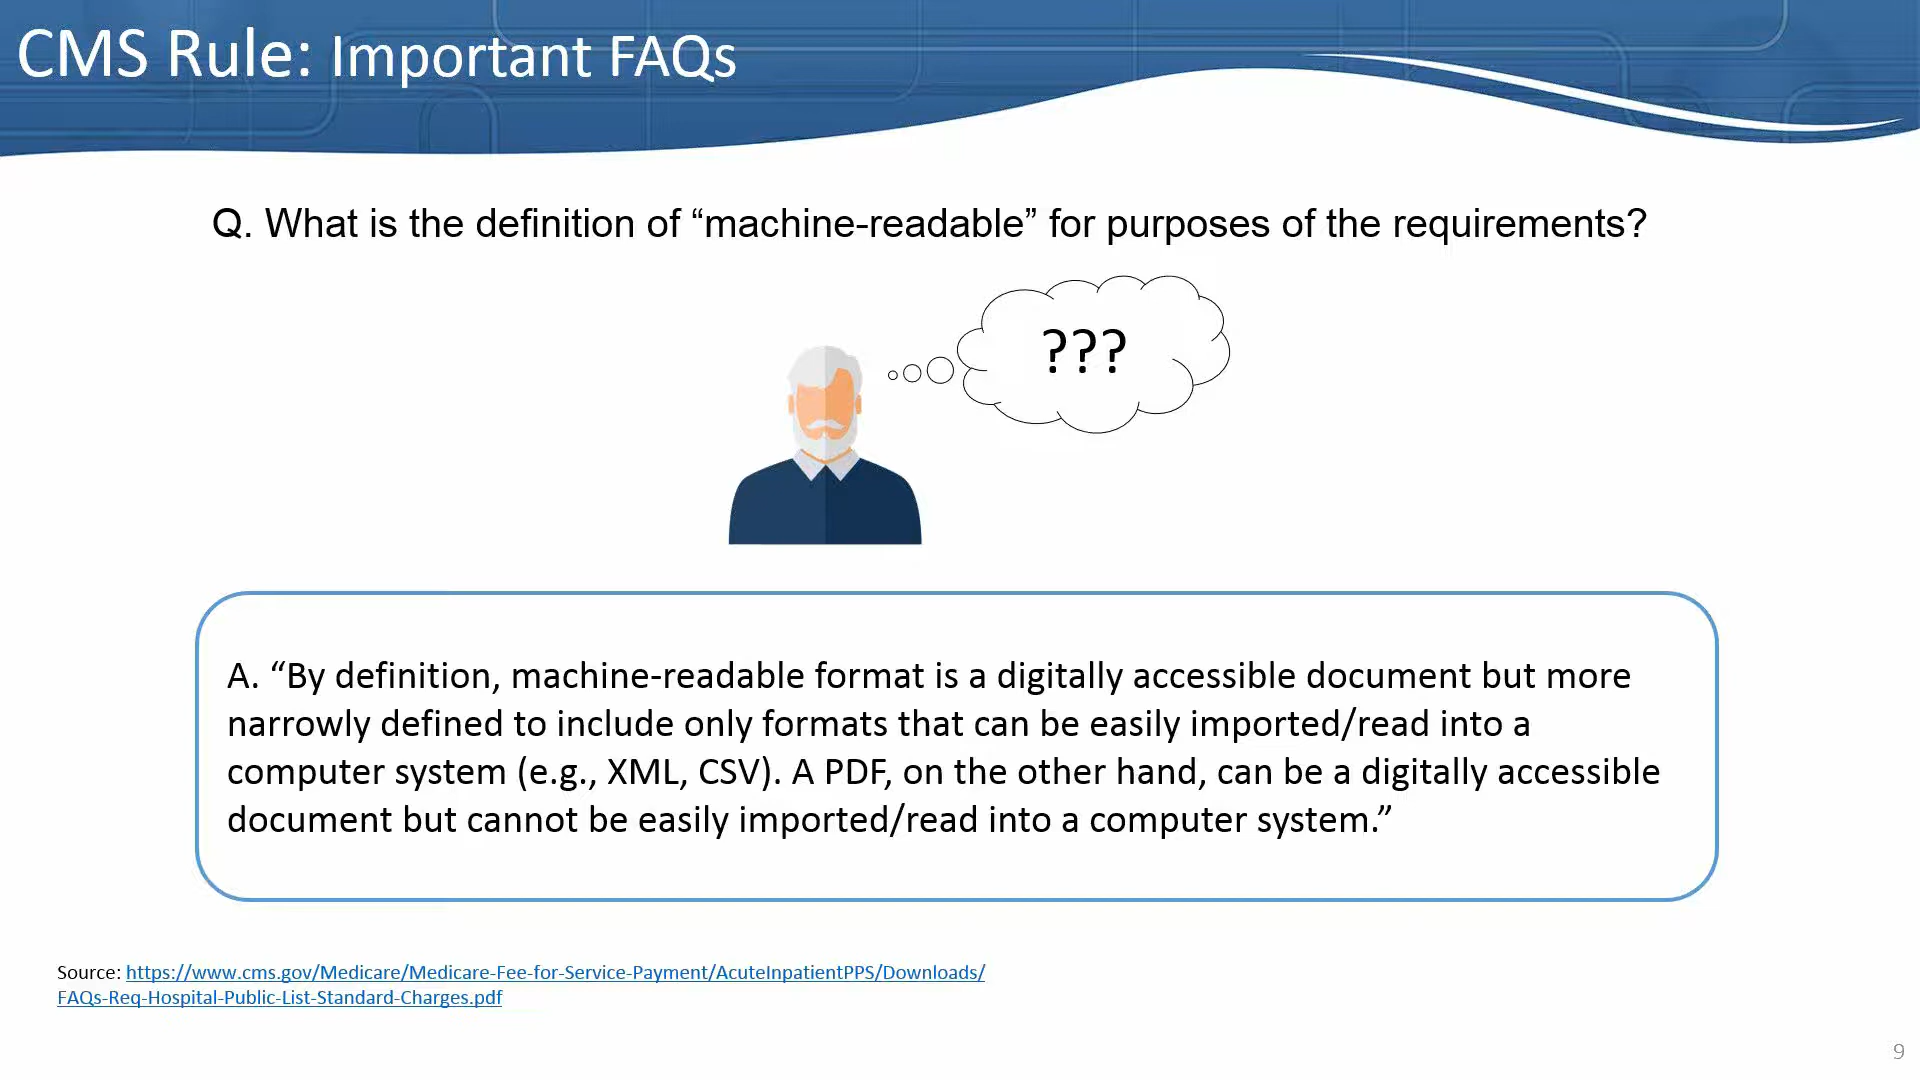 CMS Rule: Important FAQs
Q. What is the definition of “machine-readable” for purposes of the requirements?
???
A. “By definition, machine-readable format is a digitally accessible document but more
narrowly defined to include only formats that can be easily imported/read into a
computer system (e.g., XML, CSV). A PDF, on the other hand, can be a digitally accessible
document but cannot be easily imported/read into a computer system.”
Source: https://www.cms.gov/Medicare/Medicare-Fee-for-Service-Payment/AcuteInpatientPPS/Downloads/
FAQs-Req-Hospital-Public-List-Standard-Charges.pdf
9